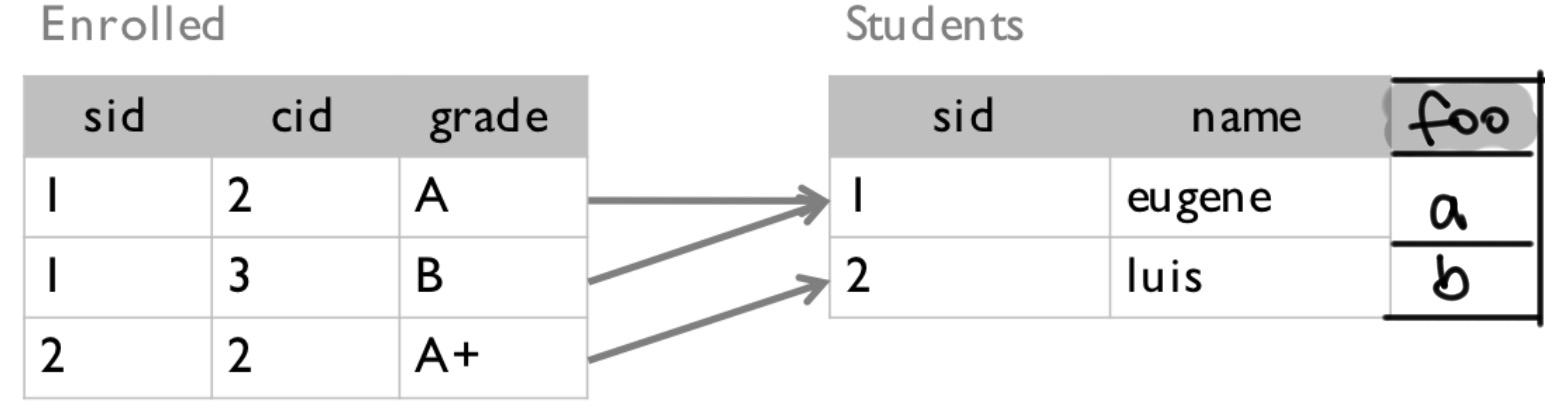 Enrolled
Students
sid cid grade
sid name foo
1 2 A
1 eugene a
1 3 B
2 luis b
2 2 A+